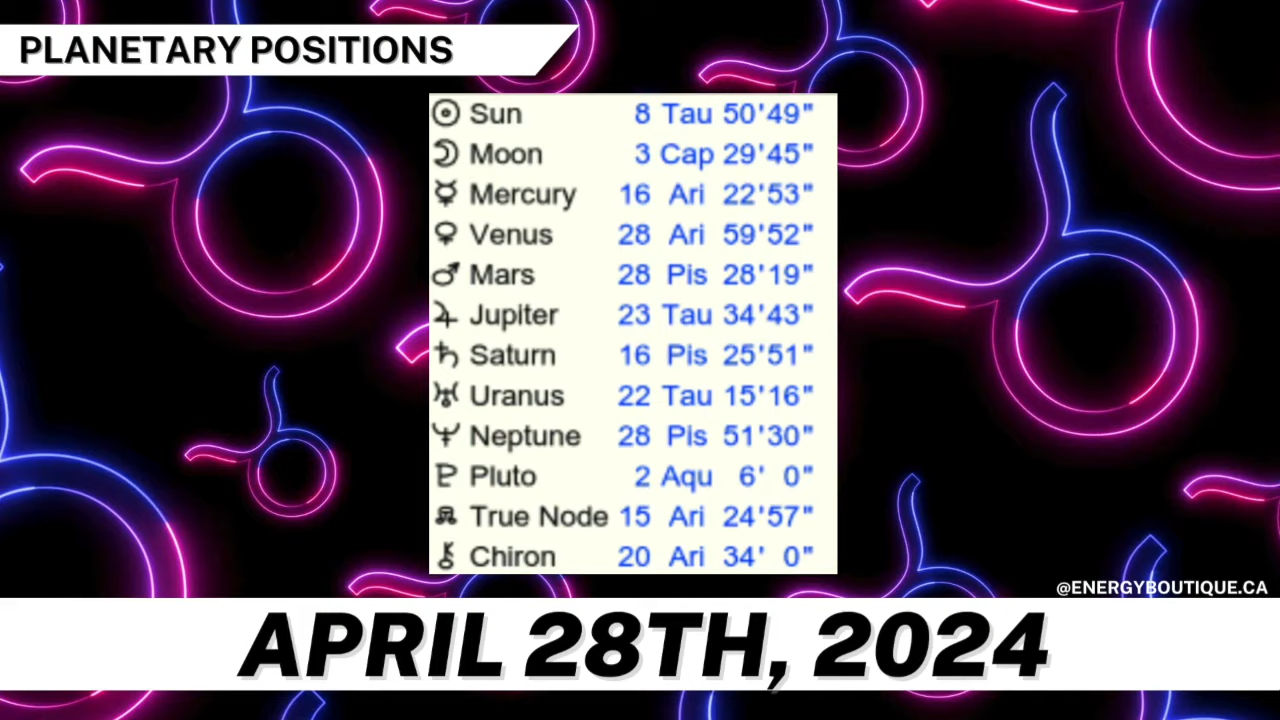 PLANETARY POSITIONS
Sun 8 Tau 50'49"
Moon 3 Cap 29'45"
Mercury 16 Ari 22'53"
Venus 28 Ari 59'52"
Mars 28 Pis 28'19"
Jupiter 23 Tau 34'43"
Saturn 16 Pis 25'51"
Uranus 22 Tau 15'16"
Neptune 28 Pis 51'30"
Pluto 2 Aqu 6' 0"
True Node 15 Ari 24'57"
Chiron 20 Ari 34' 0"
@ENERGYBOUTIQUE.CA
APRIL 28TH, 2024